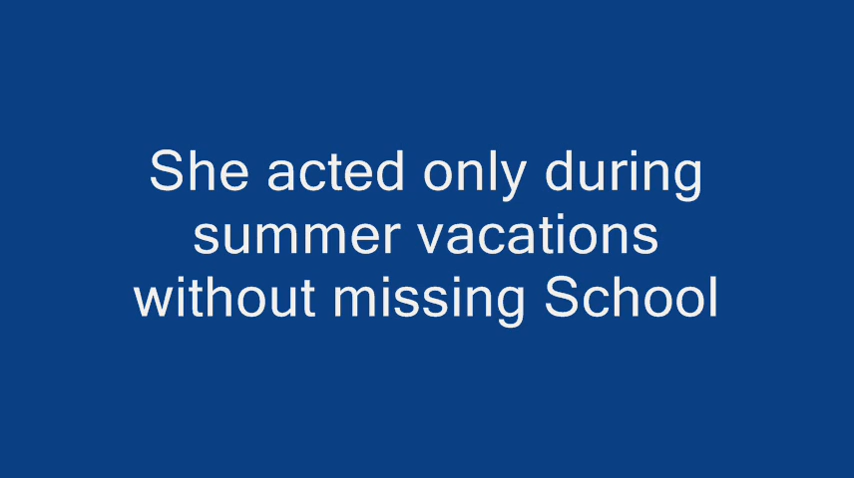 She acted only during
summer vacations
without missing School